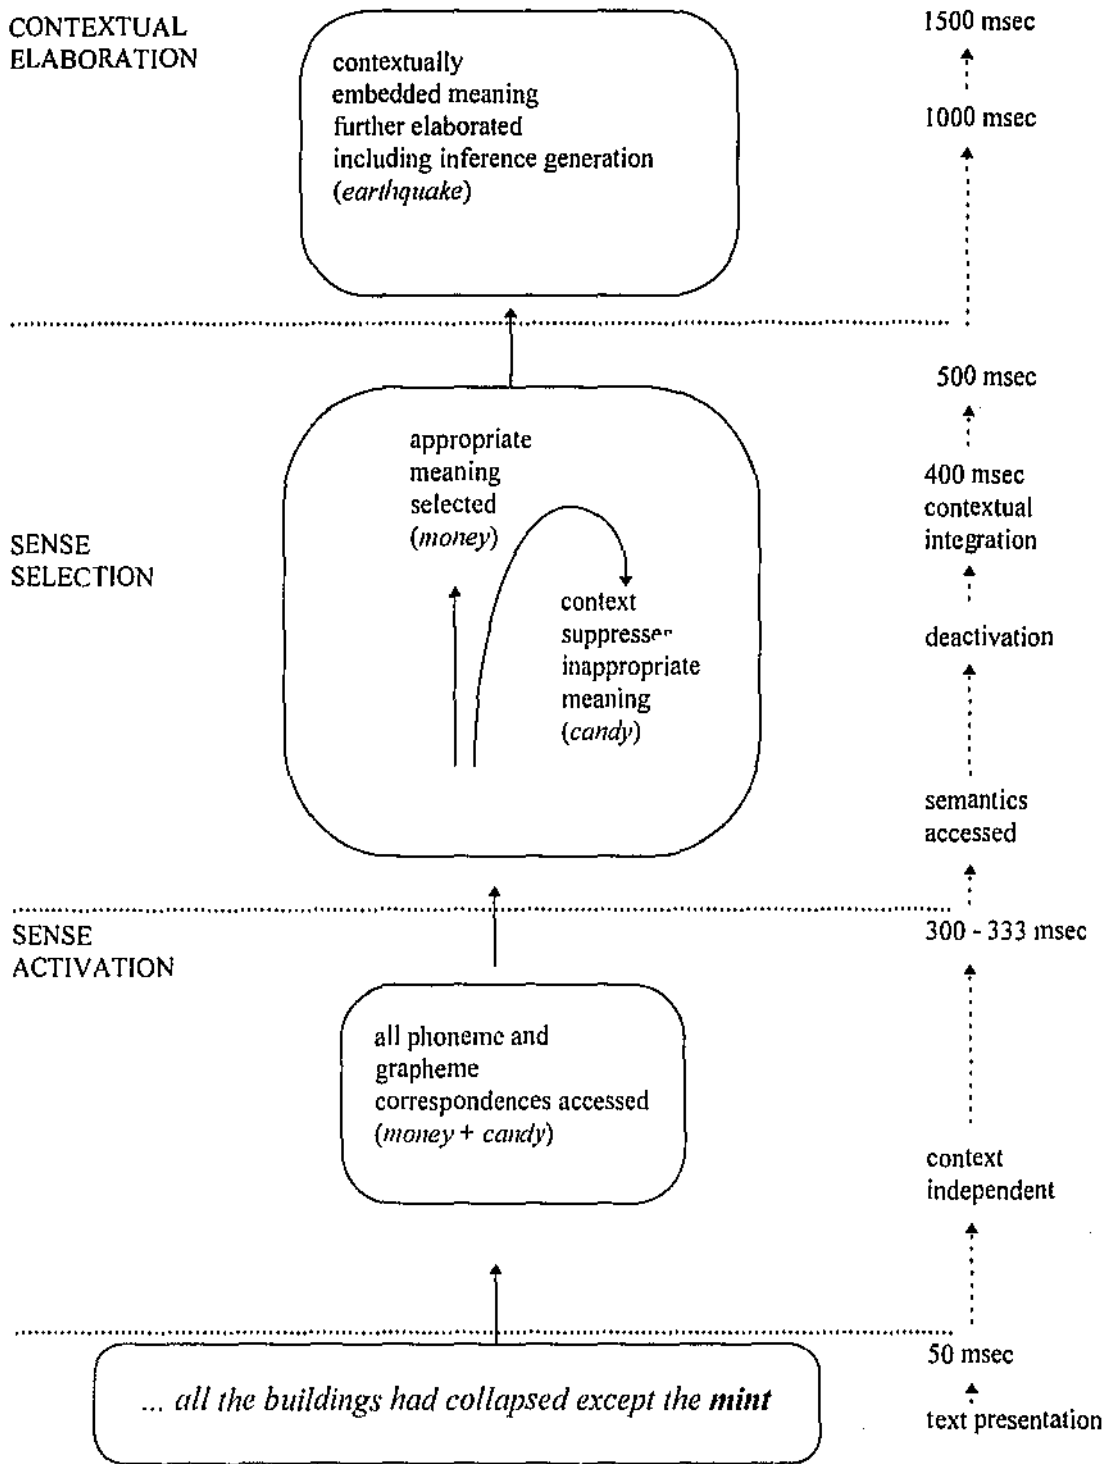 CONTEXTUAL
ELABORATION
contextually
embedded meaning
further elaborated
including inference generation
(earthquake)
1500 msec
1000 msec
SENSE
SELECTION
appropriate
meaning
selected
(money)
context
inappropriate
meaning
(candy)
500 msec
400 msec
contextual
integration
deactivation
semantics
accessed
SENSE
ACTIVATION
all phoneme and
grapheme
correspondences accessed
(money + candy)
300 - 333 msec
context
independent
... all the buildings had collapsed except the mint
50 msec
text presentation